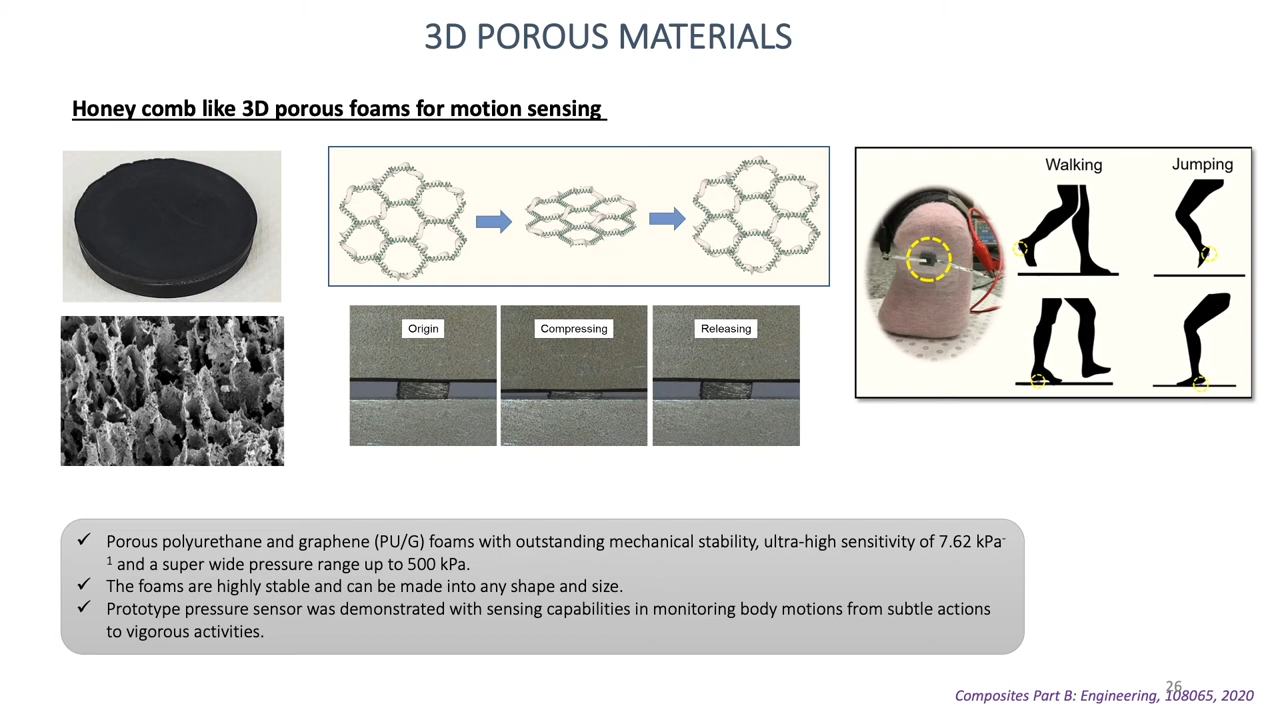 3D POROUS MATERIALS
Honey comb like 3D porous foams for motion sensing
Walking
Jumping
Origin
Compressing
Releasing
✓ Porous polyurethane and graphene (PU/G) foams with outstanding mechanical stability, ultra-high sensitivity of 7.62 kPa-
1 and a super wide pressure range up to 500 kPa.
✓ The foams are highly stable and can be made into any shape and size.
✓ Prototype pressure sensor was demonstrated with sensing capabilities in monitoring body motions from subtle actions
to vigorous activities.
26
Composites Part B: Engineering, 108065, 2020